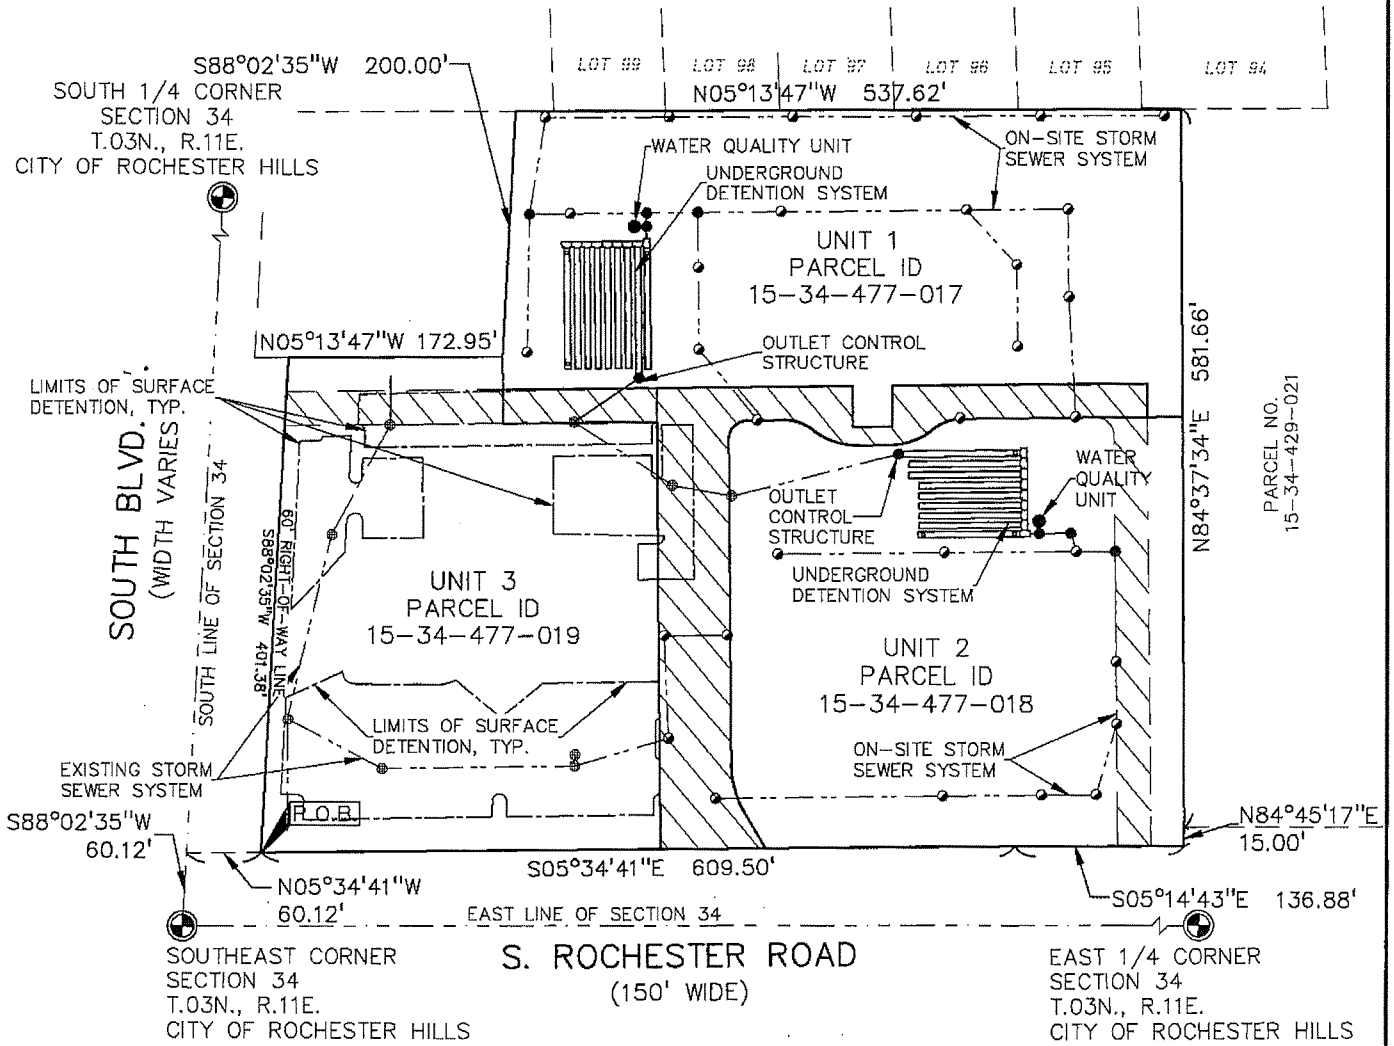 LOT 99
LOT 98
LOT 97
LOT 96
LOT 95
LOT 94
S88°02'35"W 200.00'
N05°13'47"W 537.62'
SOUTH 1/4 CORNER
SECTION 34
T.03N., R.11E.
CITY OF ROCHESTER HILLS
WATER QUALITY UNIT
UNDERGROUND
DETENTION SYSTEM
ON-SITE STORM
SEWER SYSTEM
UNIT 1
PARCEL ID
15-34-477-017
N05°13'47"W 172.95'
OUTLET CONTROL
STRUCTURE
LIMITS OF SURFACE
DETENTION, TYP.
SOUTH BLVD.
(WIDTH VARIES)
SOUTH LINE OF SECTION 34
60' RIGHT-OF-WAY LINE
S88°02'35"W 401.38'
N84°37'34"E 581.66'
PARCEL NO.
15-34-429-021
WATER
QUALITY
UNIT
OUTLET
CONTROL
STRUCTURE
UNDERGROUND
DETENTION SYSTEM
UNIT 3
PARCEL ID
15-34-477-019
UNIT 2
PARCEL ID
15-34-477-018
LIMITS OF SURFACE
DETENTION, TYP.
ON-SITE STORM
SEWER SYSTEM
EXISTING STORM
SEWER SYSTEM
P.O.B.
S88°02'35"W
60.12'
N84°45'17"E
15.00'
S05°34'41"E 609.50'
N05°34'41"W
60.12'
S05°14'43"E 136.88'
EAST LINE OF SECTION 34
S. ROCHESTER ROAD
(150' WIDE)
SOUTHEAST CORNER
SECTION 34
T.03N., R.11E.
CITY OF ROCHESTER HILLS
EAST 1/4 CORNER
SECTION 34
T.03N., R.11E.
CITY OF ROCHESTER HILLS